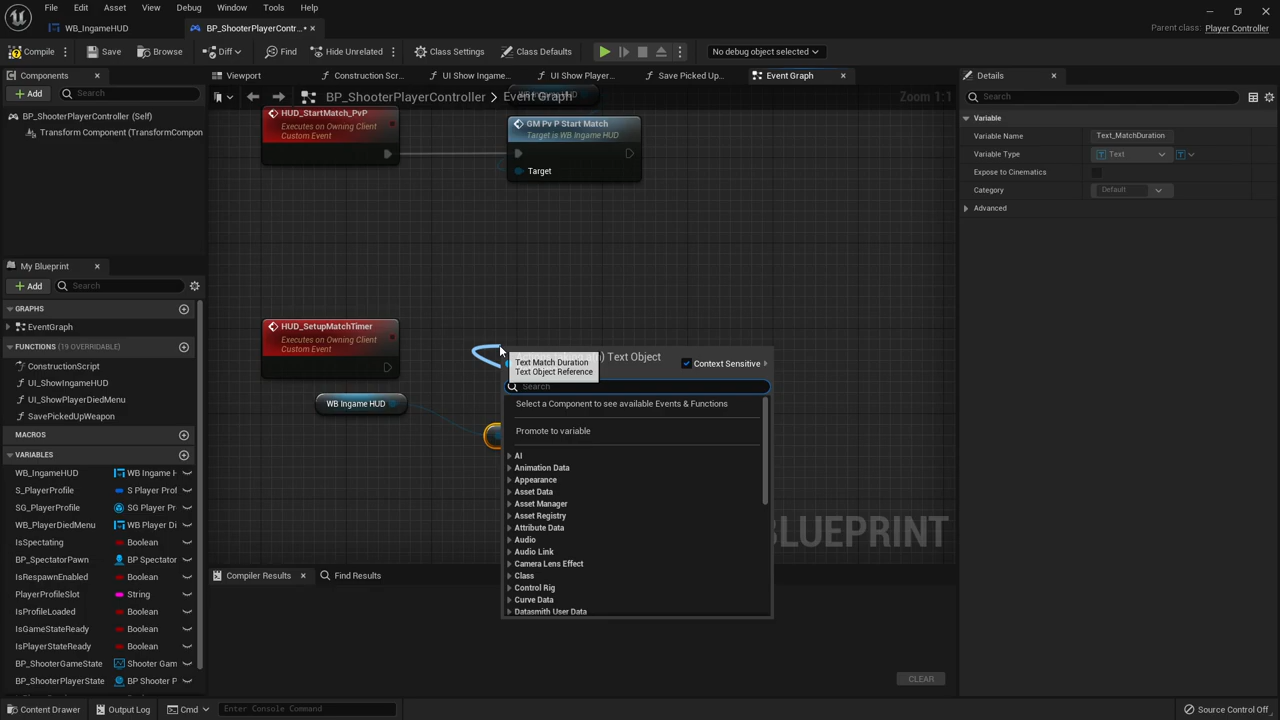 File Edit Asset View Debug Window Tools Help
WB_IngameHUD
BP_ShooterPlayerContr...•
Parent class: Player Controller
Compile Save Browse Diff Find Hide Unrelated Class Settings Class Defaults No debug object selected
Components
Add Search
BP_ShooterPlayerController (Self)
Transform Component (TransformCompon
Viewport Construction Scr... UI Show Ingame... UI Show Player... Save Picked Up... Event Graph
BP_ShooterPlayerController > Event Graph Zoom 1:1
HUD_StartMatch_PvP
Executes on Owning Client
Custom Event
GM Pv P Start Match
Target is WB Ingame HUD
Target
HUD_SetupMatchTimer
Executes on Owning Client
Custom Event
WB Ingame HUD
Text Match Duration
Text Object Reference
Text Object
Context Sensitive
Search
Select a Component to see available Events & Functions
Promote to variable
AI
Animation Data
Appearance
Asset Data
Asset Manager
Asset Registry
Attribute Data
Audio
Audio Link
Camera Lens Effect
Class
Control Rig
Curve Data
Datasmith User Data
BLUEPRINT
My Blueprint
Add Search
GRAPHS
EventGraph
FUNCTIONS (19 OVERRIDABLE)
ConstructionScript
UI_ShowIngameHUD
UI_ShowPlayerDiedMenu
SavePickedUpWeapon
MACROS
VARIABLES
WB_IngameHUD WB Ingame H
S_PlayerProfile S Player Prof
SG_PlayerProfile SG Player Pro
WB_PlayerDiedMenu WB Player Di
IsSpectating Boolean
BP_SpectatorPawn BP Spectator
IsRespawnEnabled Boolean
PlayerProfileSlot String
IsProfileLoaded Boolean
IsGameStateReady Boolean
IsPlayerStateReady Boolean
BP_ShooterGameState Shooter Gam
BP_ShooterPlayerState BP Shooter P
Compiler Results Find Results
CLEAR
Details
Search
Variable
Variable Name Text_MatchDuration
Variable Type Text
Expose to Cinematics
Category Default
Advanced
Content Drawer Output Log Cmd Enter Console Command Source Control Off